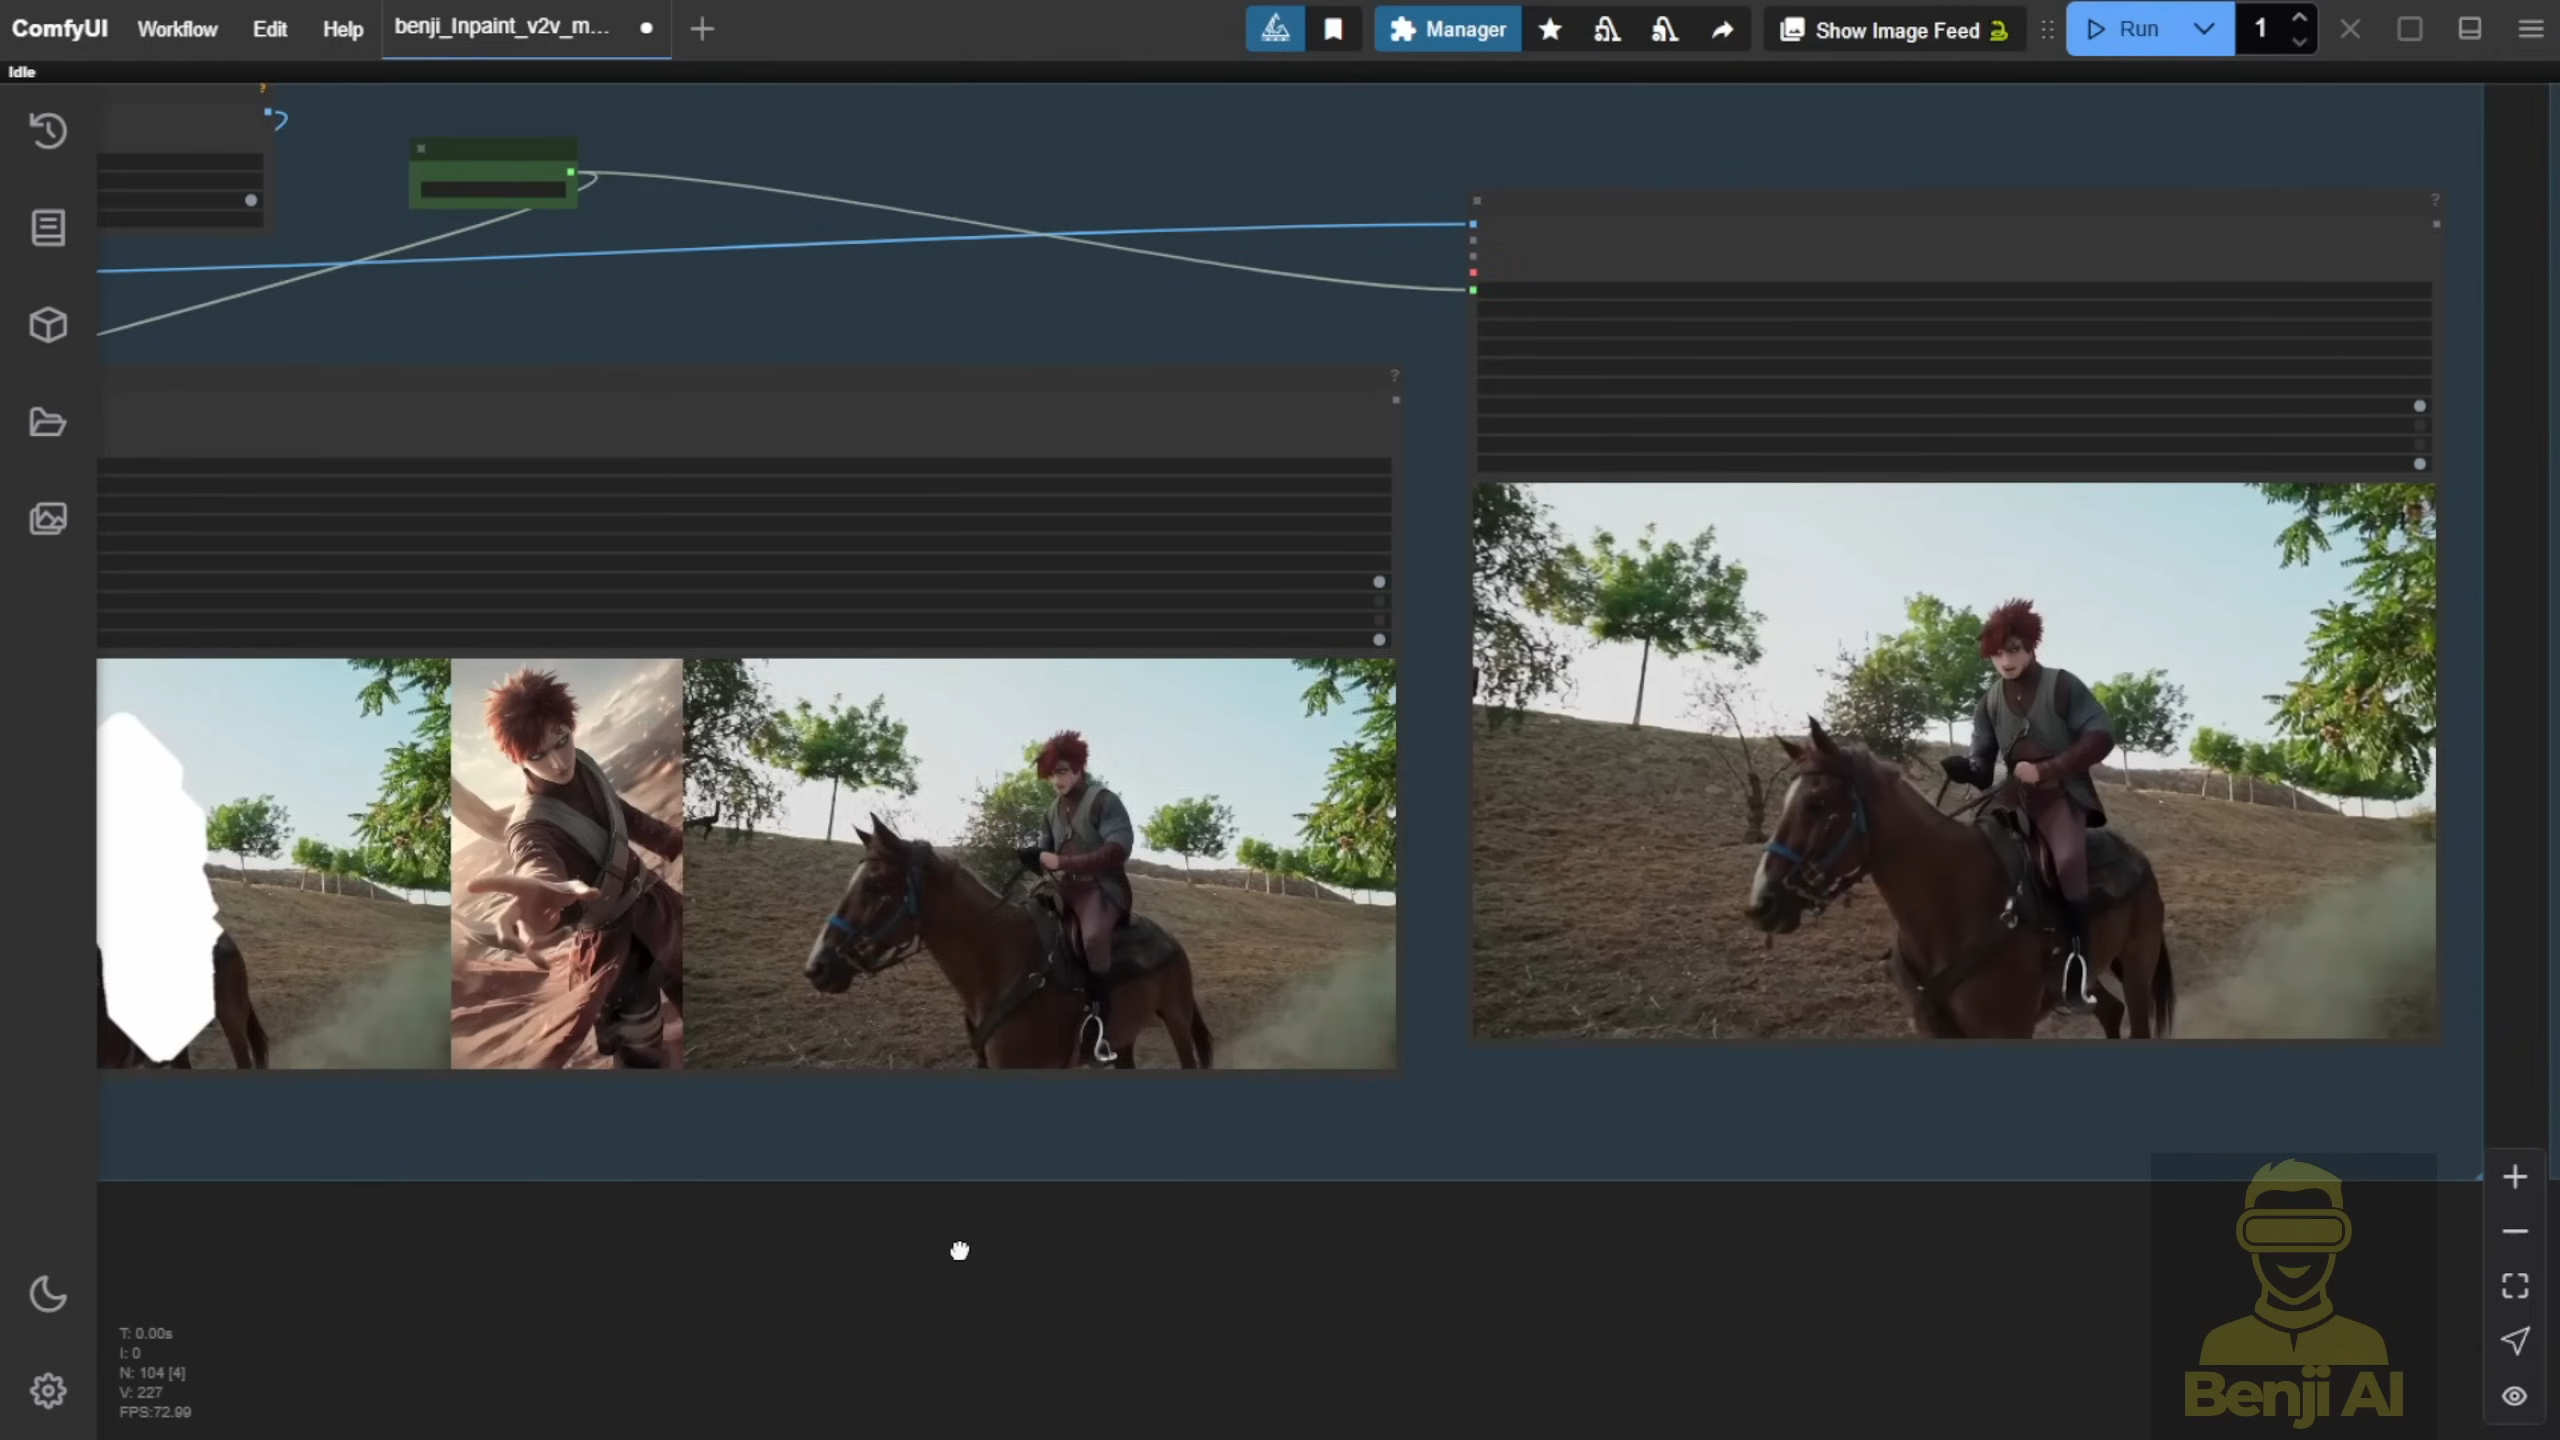 ComfyUI Workflow Edit Help benji_Inpaint_v2v_m... Manager Show Image Feed Run 1
Idle
?
?
?
T: 0.00s
I: 0
N: 104 [4]
V: 227
FPS:72.99
Benji AI